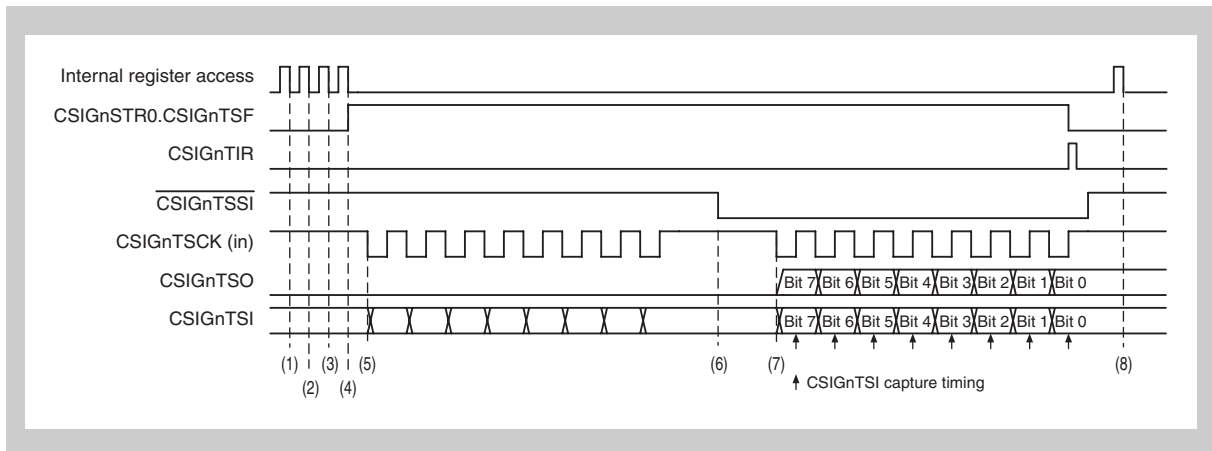 Internal register access
CSIGnSTR0.CSIGnTSF
CSIGnTIR
CSIGnTSSI
CSIGnTSCK (in)
CSIGnTSO
Bit 7 Bit 6 Bit 5 Bit 4 Bit 3 Bit 2 Bit 1 Bit 0
CSIGnTSI
Bit 7 Bit 6 Bit 5 Bit 4 Bit 3 Bit 2 Bit 1 Bit 0
(1) (3) (5) (6) (7) (8)
(2) (4)
CSIGnTSI capture timing